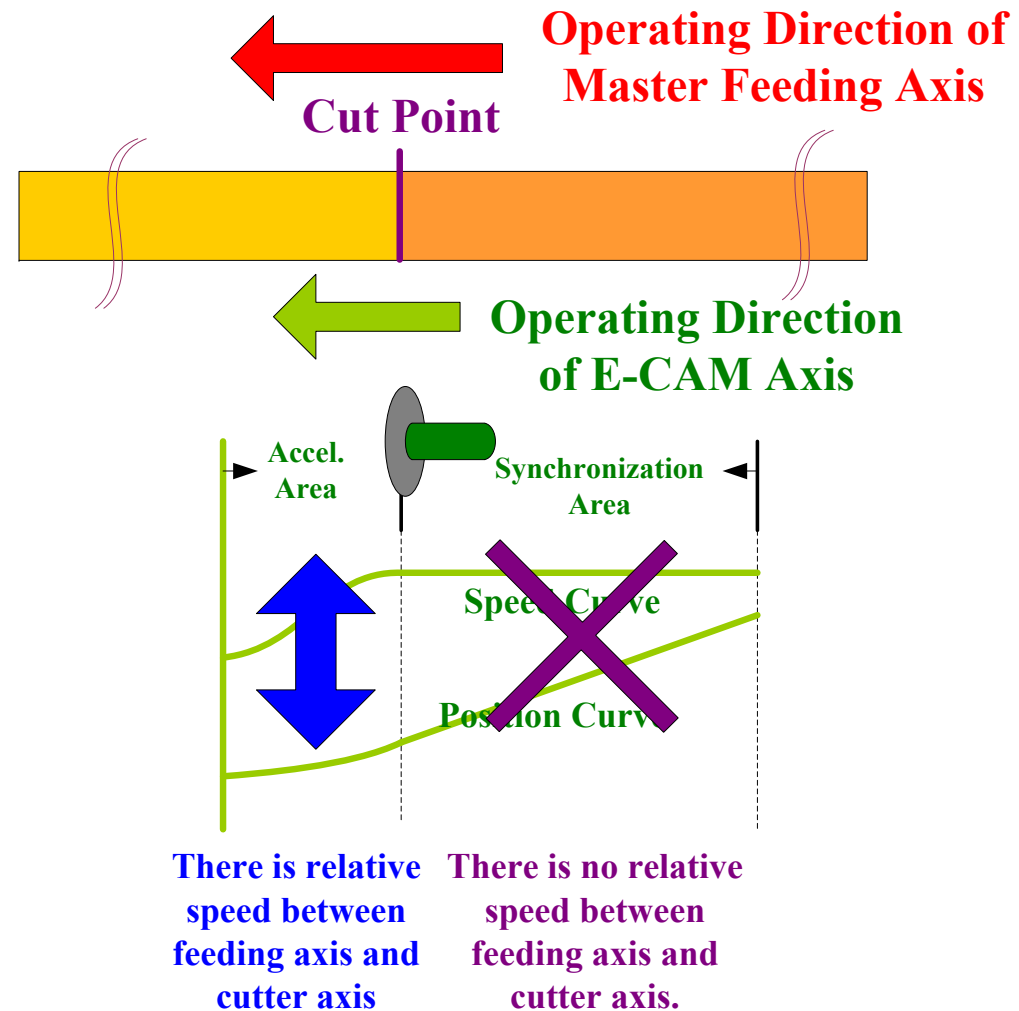 Operating Direction of
Master Feeding Axis
Cut Point
Operating Direction
of E-CAM Axis
Accel.
Area
Synchronization
Area
Speed Curve
Position Curve
There is relative
speed between
feeding axis and
cutter axis
There is no relative
speed between
feeding axis and
cutter axis.